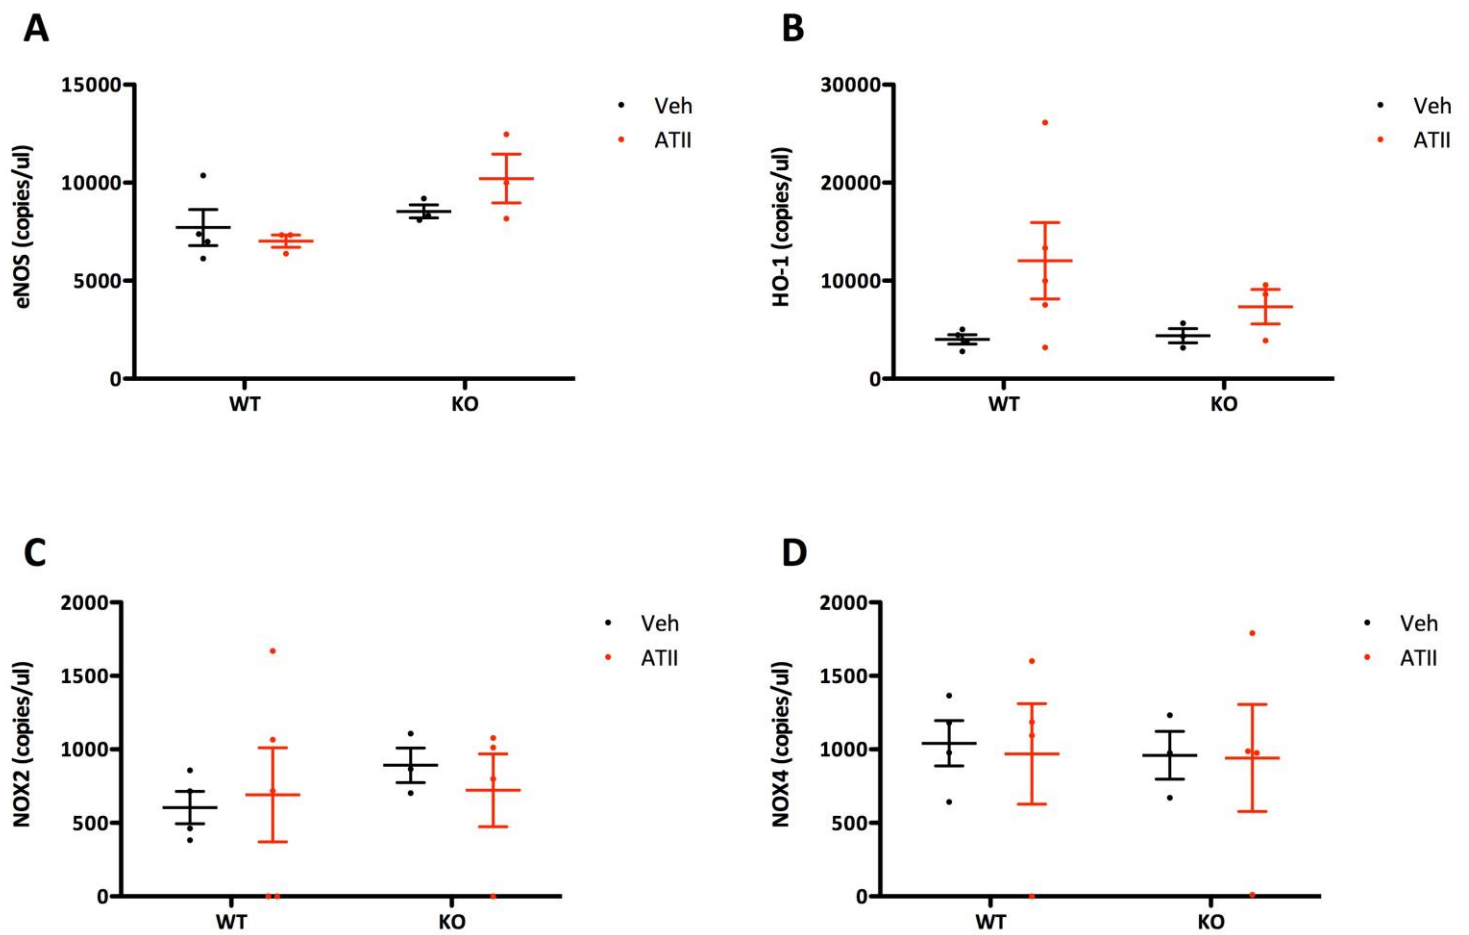 A
15000
10000
5000
0
eNOS (copies/ul)
WT
KO
Veh
ATII
B
30000
20000
10000
0
HO-1 (copies/ul)
WT
KO
Veh
ATII
C
2000
1500
1000
500
0
NOX2 (copies/ul)
WT
KO
Veh
ATII
D
2000
1500
1000
500
0
NOX4 (copies/ul)
WT
KO
Veh
ATII